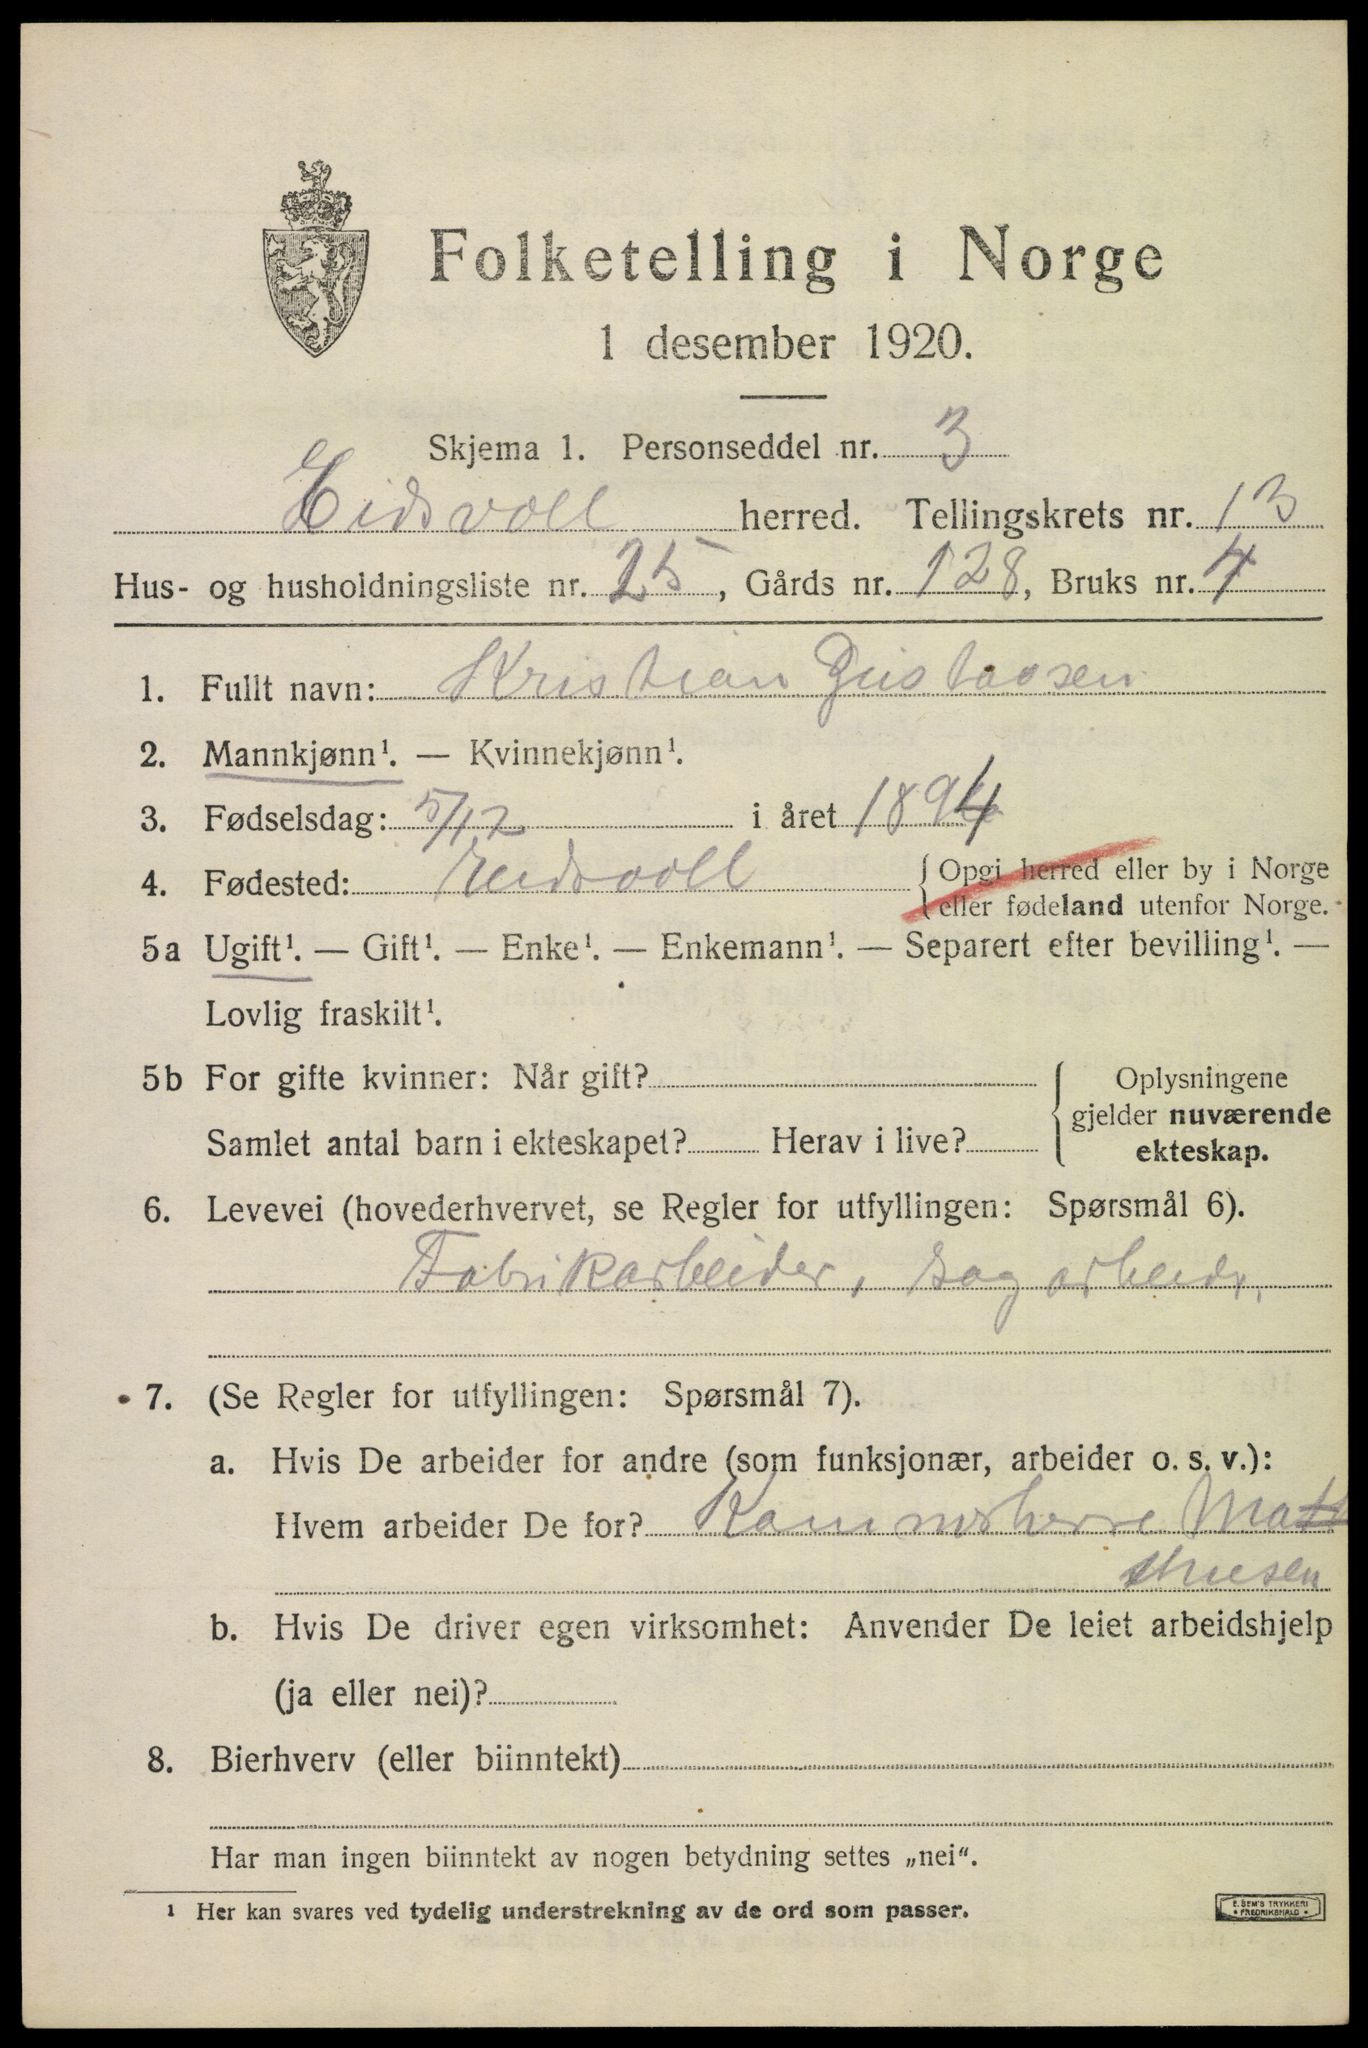 Folketelling i Norge
1 desember 1920.
Skjema 1. Personseddel nr. 3
Eidsvoll herred. Tellingskrets nr. 13
Hus- og husholdningsliste nr. 25, Gårds nr. 128, Bruks nr. 4
1. Fullt navn: Kristian Gustavsen
2. Mannkjønn¹. — Kvinnekjønn¹.
3. Fødselsdag: 5/12 i året 1894
4. Fødested: Eidsvoll { Opgi herred eller by i Norge
eller fødeland utenfor Norge.
5a Ugift¹. — Gift¹. — Enke¹. — Enkemann¹. — Separert efter bevilling¹. —
Lovlig fraskilt¹.
5b For gifte kvinner: Når gift?
Samlet antal barn i ekteskapet? Herav i live?
Oplysningene
gjelder nuværende
ekteskap.
6. Levevei (hovederhvervet, se Regler for utfyllingen: Spørsmål 6).
Fabrikarbeider, sagarbeid,
7. (Se Regler for utfyllingen: Spørsmål 7).
a. Hvis De arbeider for andre (som funksjonær, arbeider o. s. v.):
Hvem arbeider De for? Kammerherre Mat
thiesen
b. Hvis De driver egen virksomhet: Anvender De leiet arbeidshjelp
(ja eller nei)?
8. Bierhverv (eller biinntekt)
Har man ingen biinntekt av nogen betydning settes „nei“.
¹ Her kan svares ved tydelig understrekning av de ord som passer.
E. SEM'S TRYKKERI
FREDRIKSHALD